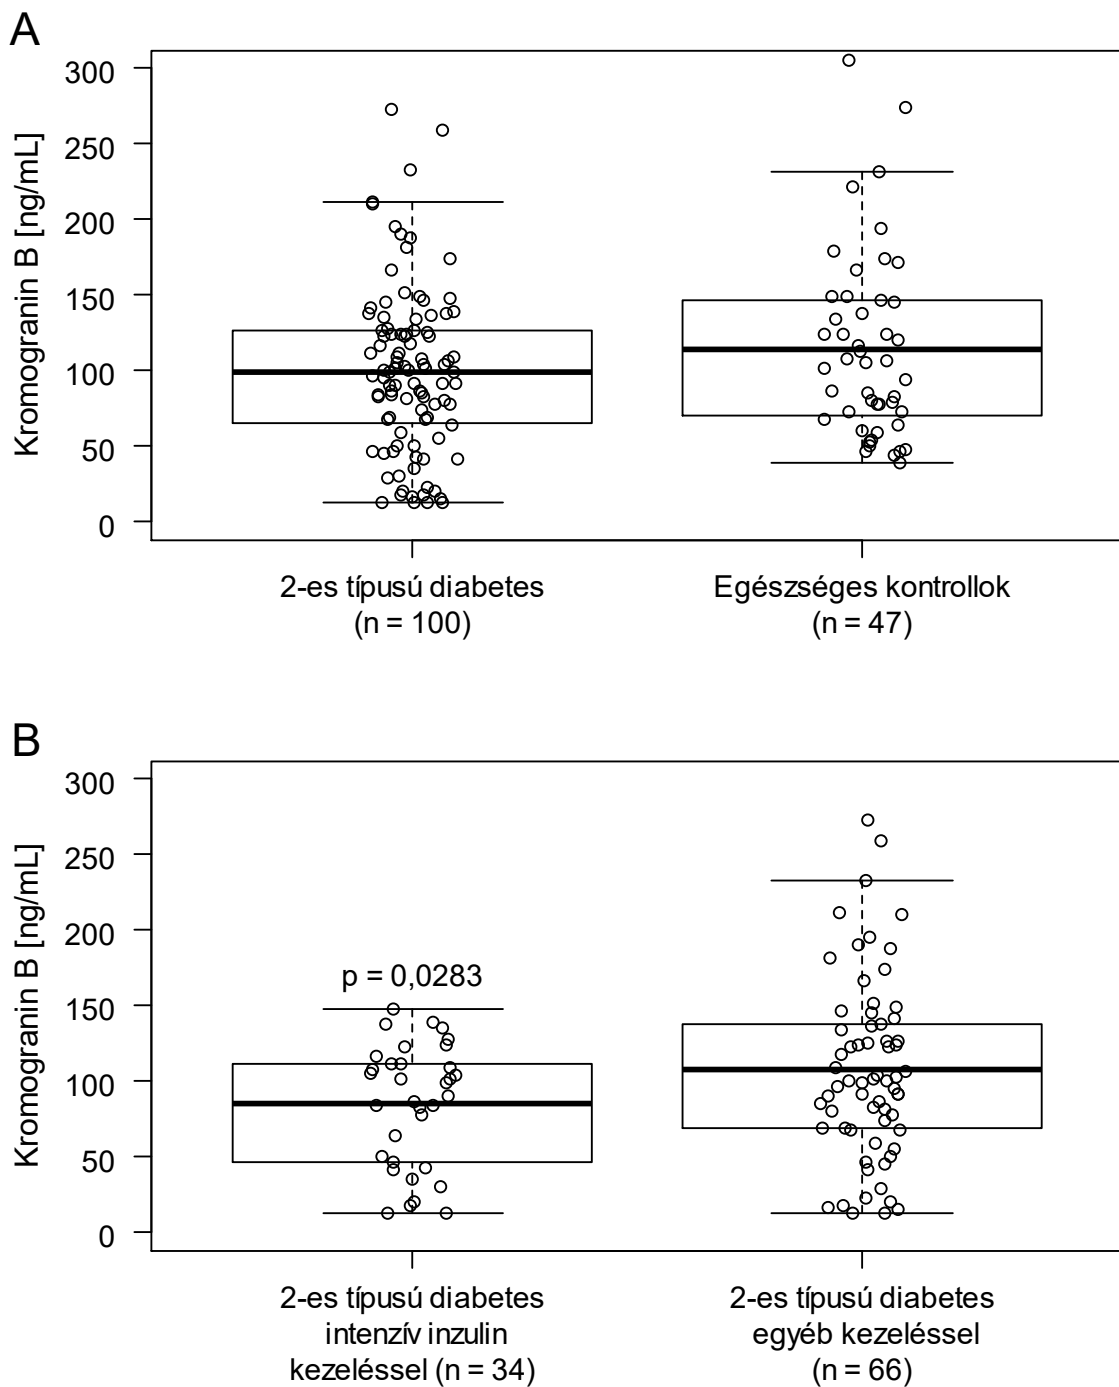 A
Kromogranin B [ng/mL]
300
250
200
150
100
50
0
2-es típusú diabetes
(n = 100)
Egészséges kontrollok
(n = 47)
B
Kromogranin B [ng/mL]
300
250
200
150
100
50
0
p = 0,0283
2-es típusú diabetes
intenzív inzulin
kezeléssel (n = 34)
2-es típusú diabetes
egyéb kezeléssel
(n = 66)